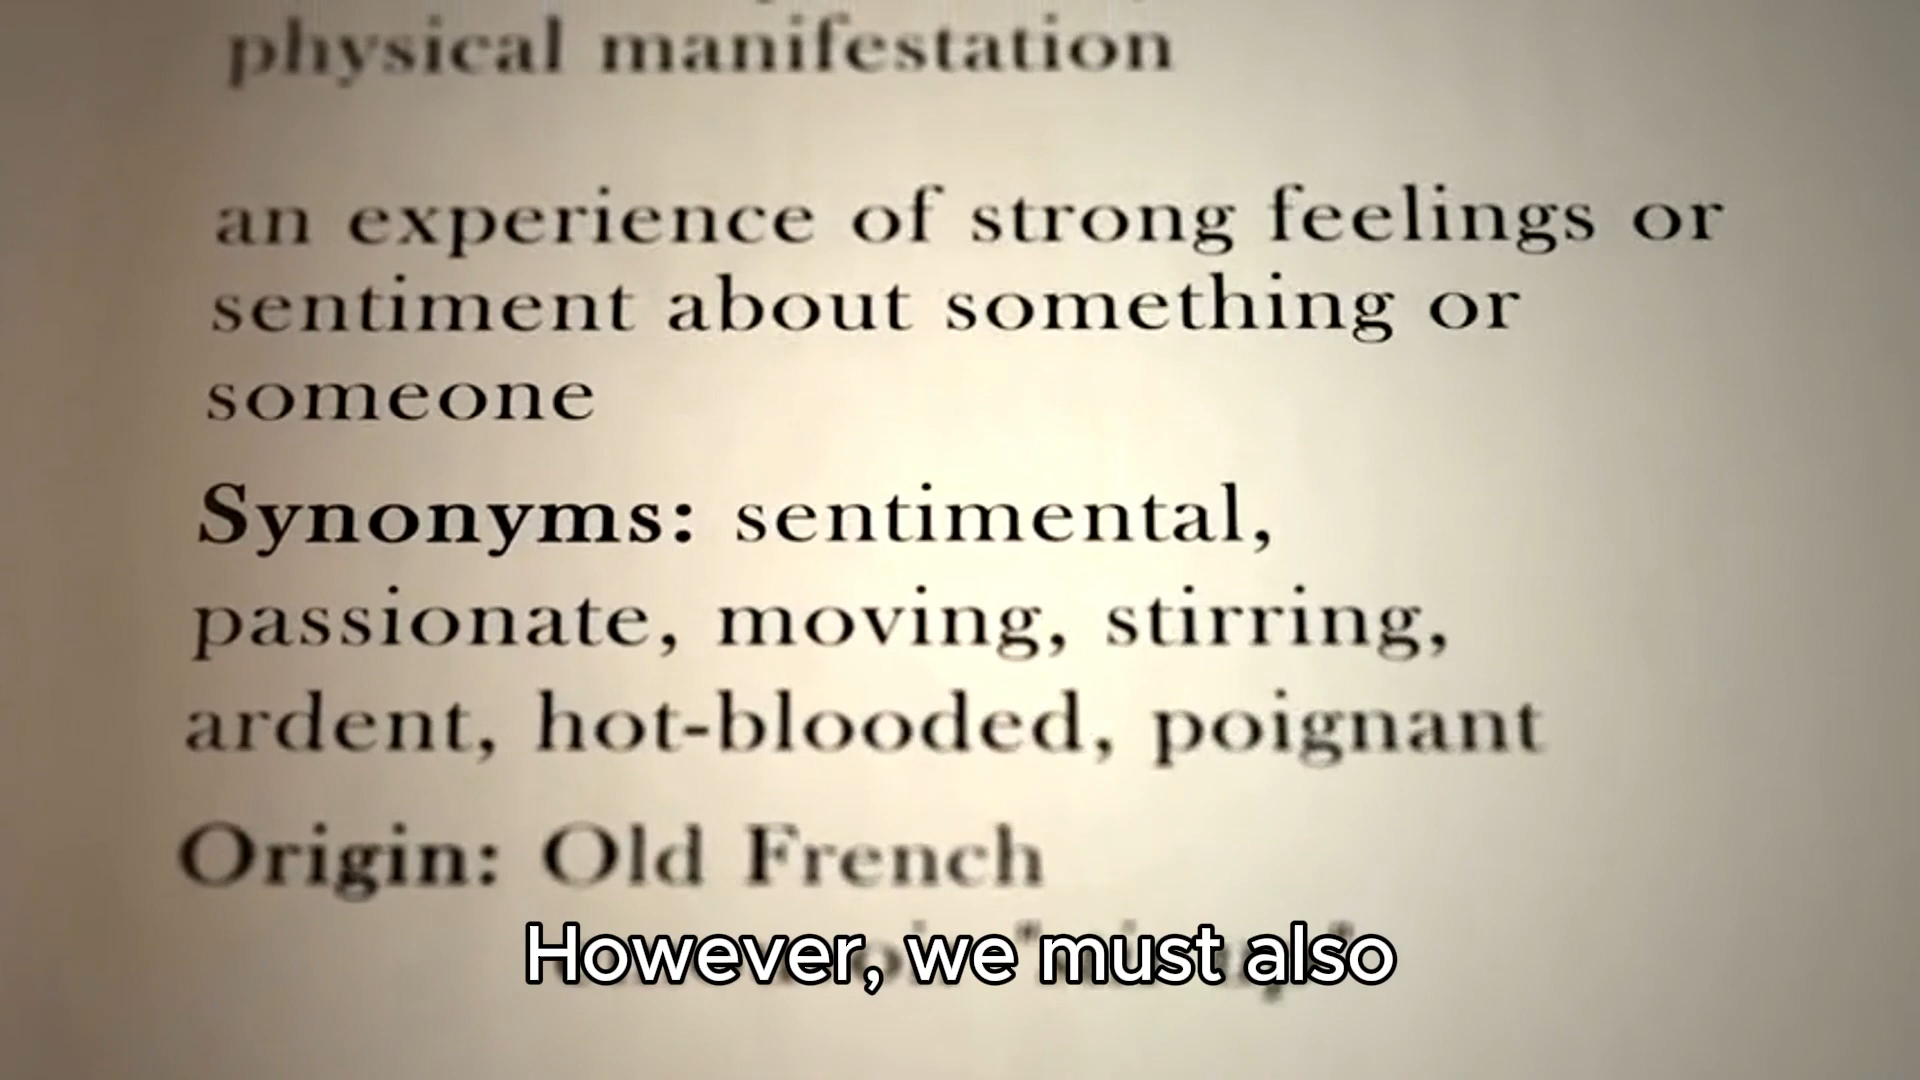 physical manifestation
an experience of strong feelings or
sentiment about something or
someone
Synonyms: sentimental,
passionate, moving, stirring,
ardent, hot-blooded, poignant
Origin: Old French
However, we must also